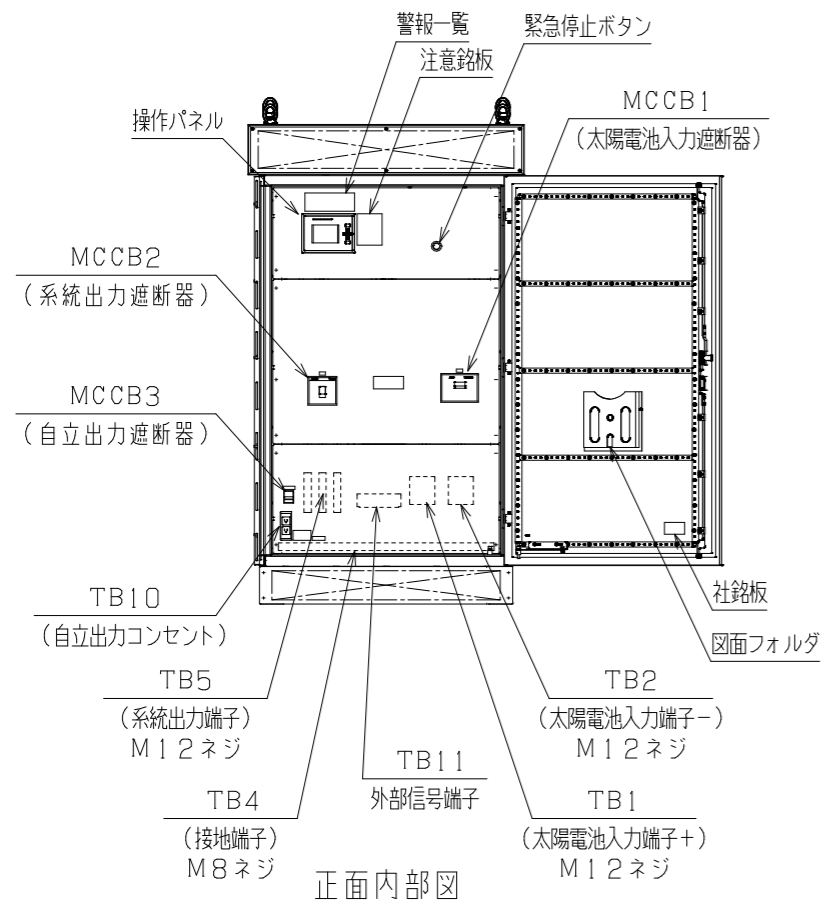 警報一覧
緊急停止ボタン
注意銘板
操作パネル
MCCB1
（太陽電池入力遮断器）
MCCB2
（系統出力遮断器）
MCCB3
（自立出力遮断器）
TB10
（自立出力コンセント）
社銘板
図面フォルダ
TB5
（系統出力端子）
M12ネジ
TB2
（太陽電池入力端子－）
M12ネジ
TB11
外部信号端子
TB4
（接地端子）
M8ネジ
TB1
（太陽電池入力端子＋）
M12ネジ
正面内部図